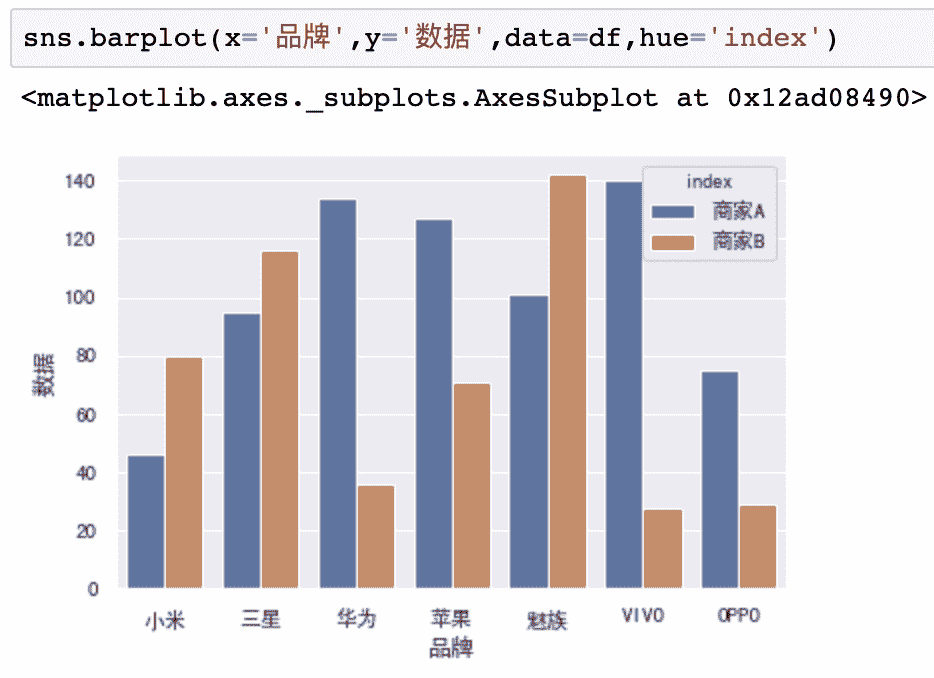 sns.barplot(x='品牌',y='数据',data=df,hue='index')
<matplotlib.axes._subplots.AxesSubplot at 0x12ad08490>
index
商家A
商家B
140
120
100
80
60
40
20
0
数据
小米 三星 华为 苹果 魅族 VIVO OPPO
品牌